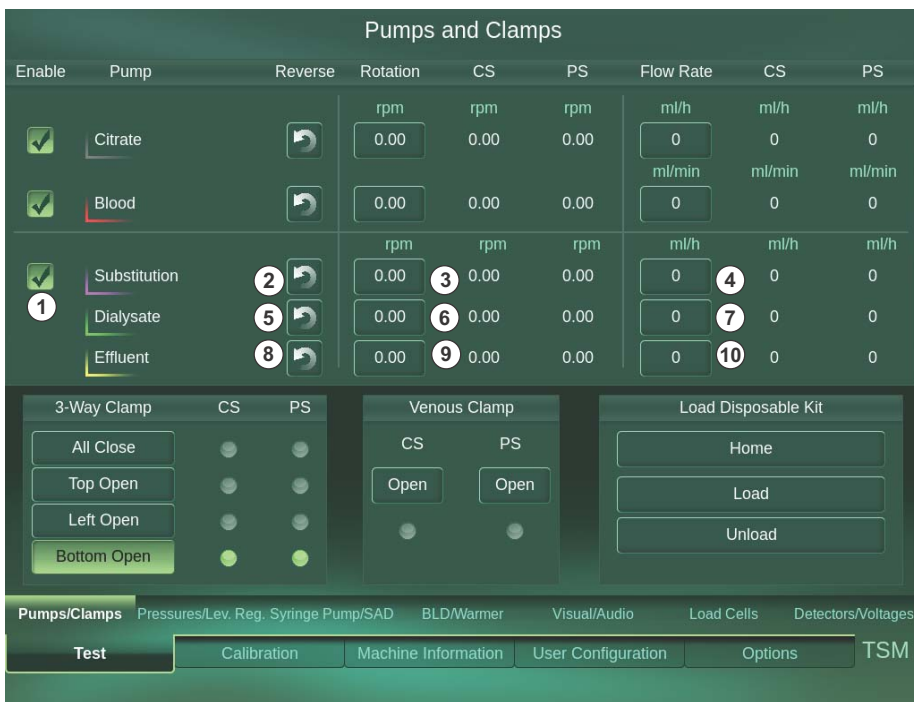 Pumps and Clamps
Enable Pump Reverse Rotation CS PS Flow Rate CS PS
rpm rpm rpm ml/h ml/h ml/h
Citrate 0.00 0.00 0.00 0 0 0
ml/min ml/min ml/min
Blood 0.00 0.00 0.00 0 0 0
rpm rpm rpm ml/h ml/h ml/h
Substitution 2 0.00 3 0.00 0.00 0 4 0 0
1 Dialysate 5 0.00 6 0.00 0.00 0 7 0 0
Effluent 8 0.00 9 0.00 0.00 0 10 0 0
3-Way Clamp CS PS
All Close
Top Open
Left Open
Bottom Open
Venous Clamp
CS PS
Open Open
Load Disposable Kit
Home
Load
Unload
Pumps/Clamps Pressures/Lev. Reg. Syringe Pump/SAD BLD/Warmer Visual/Audio Load Cells Detectors/Voltages
Test Calibration Machine Information User Configuration Options TSM